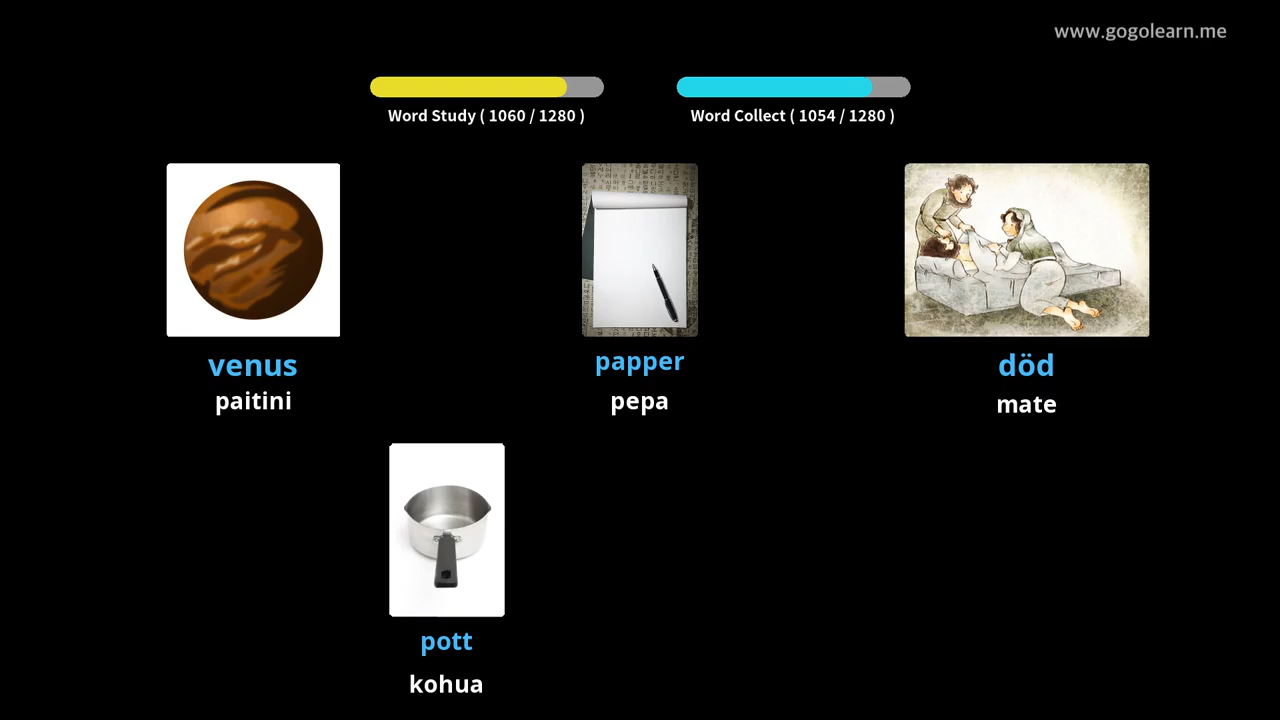 www.gogolearn.me
Word Study ( 1060 / 1280 )
Word Collect ( 1054 / 1280 )
venus
paitini
papper
pepa
död
mate
pott
kohua